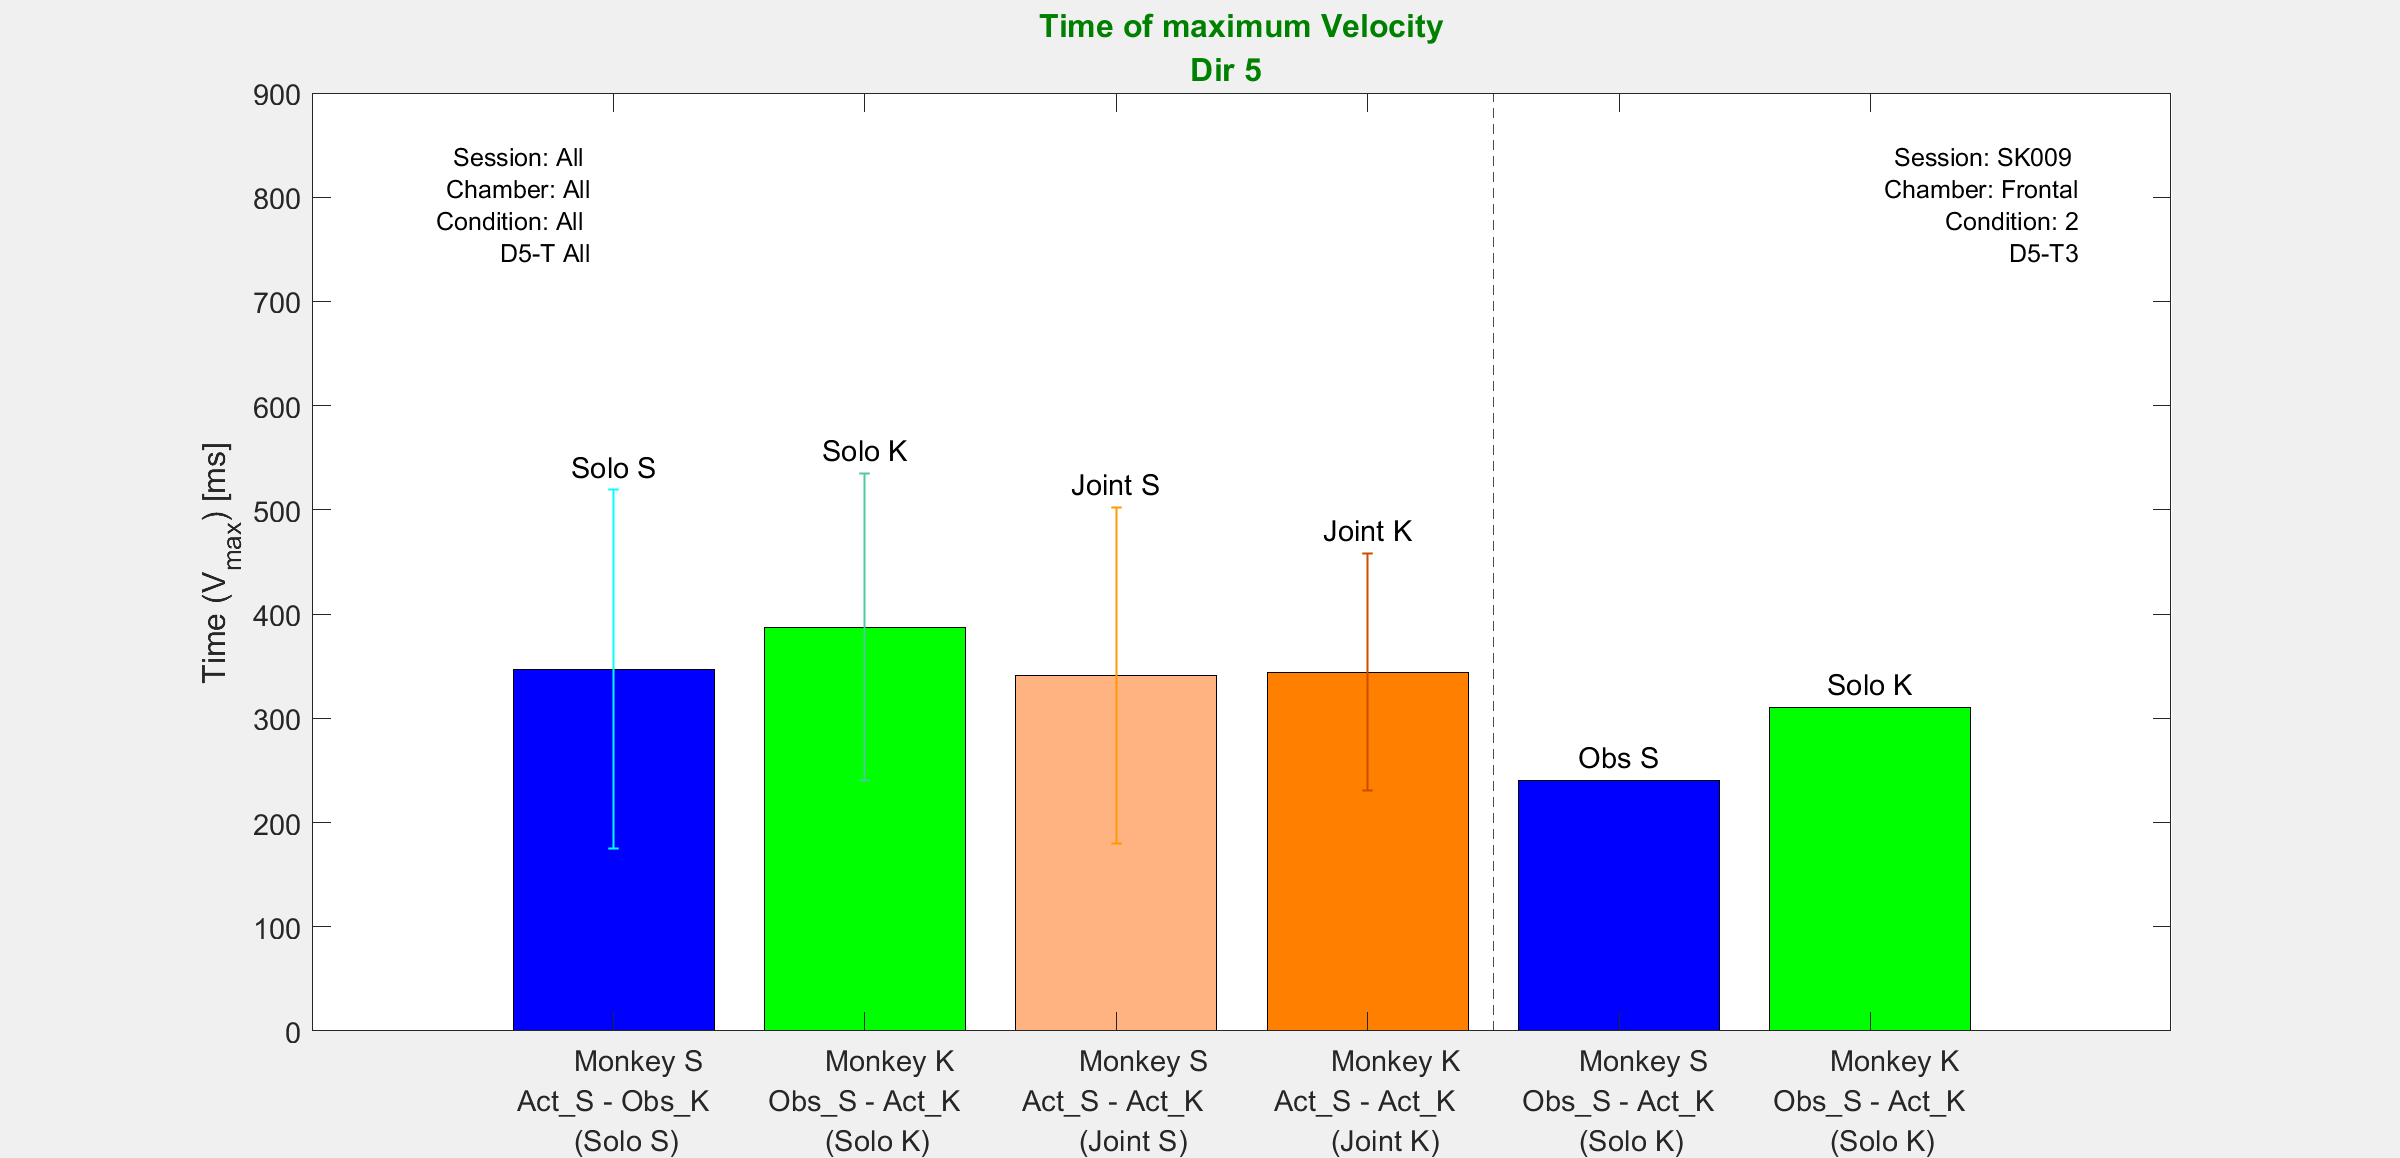 Time of maximum Velocity
Dir 5
Time (Vmax) [ms]
900
800
700
600
500
400
300
200
100
0
Session: All
Chamber: All
Condition: All
D5-T All
Session: SK009
Chamber: Frontal
Condition: 2
D5-T3
Solo S
Solo K
Joint S
Joint K
Obs S
Solo K
Monkey S
Act_S - Obs_K
(Solo S)
Monkey K
Obs_S - Act_K
(Solo K)
Monkey S
Act_S - Act_K
(Joint S)
Monkey K
Act_S - Act_K
(Joint K)
Monkey S
Obs_S - Act_K
(Solo K)
Monkey K
Obs_S - Act_K
(Solo K)